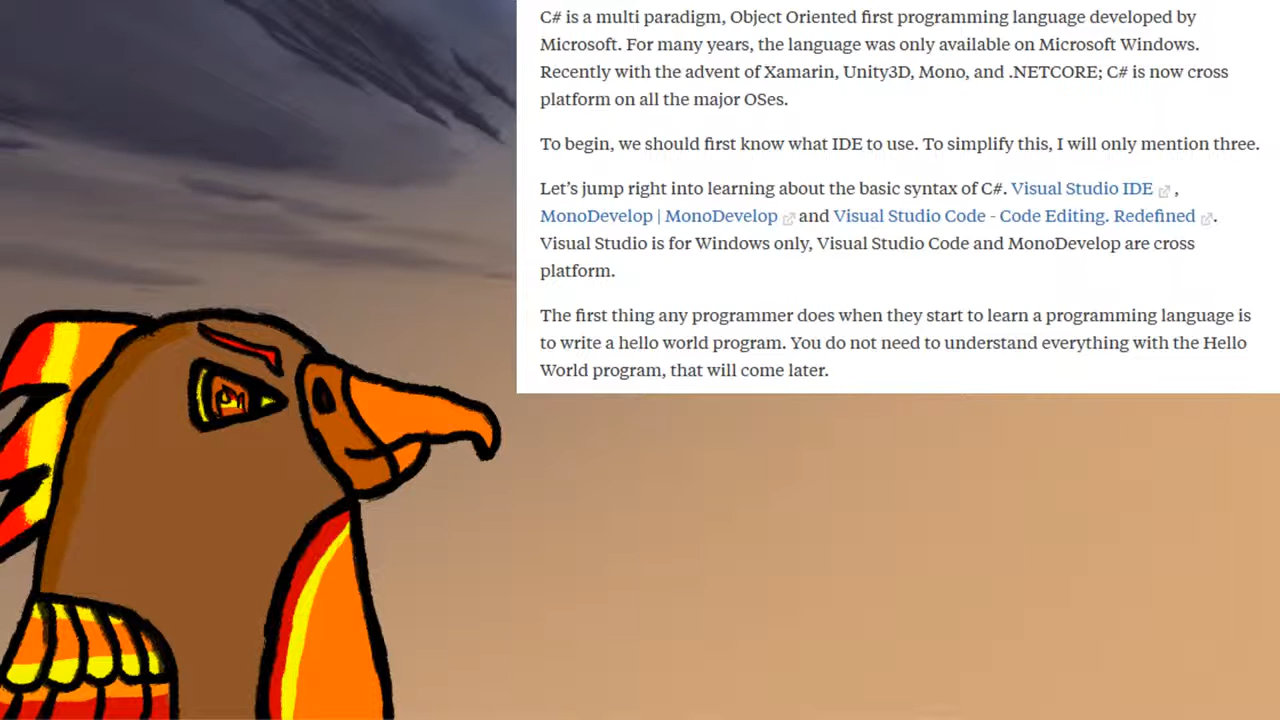 C# is a multi paradigm, Object Oriented first programming language developed by
Microsoft. For many years, the language was only available on Microsoft Windows.
Recently with the advent of Xamarin, Unity3D, Mono, and .NETCORE; C# is now cross
platform on all the major OSes.
To begin, we should first know what IDE to use. To simplify this, I will only mention three.
Let’s jump right into learning about the basic syntax of C#. Visual Studio IDE ,
MonoDevelop | MonoDevelop and Visual Studio Code - Code Editing. Redefined .
Visual Studio is for Windows only, Visual Studio Code and MonoDevelop are cross
platform.
The first thing any programmer does when they start to learn a programming language is
to write a hello world program. You do not need to understand everything with the Hello
World program, that will come later.